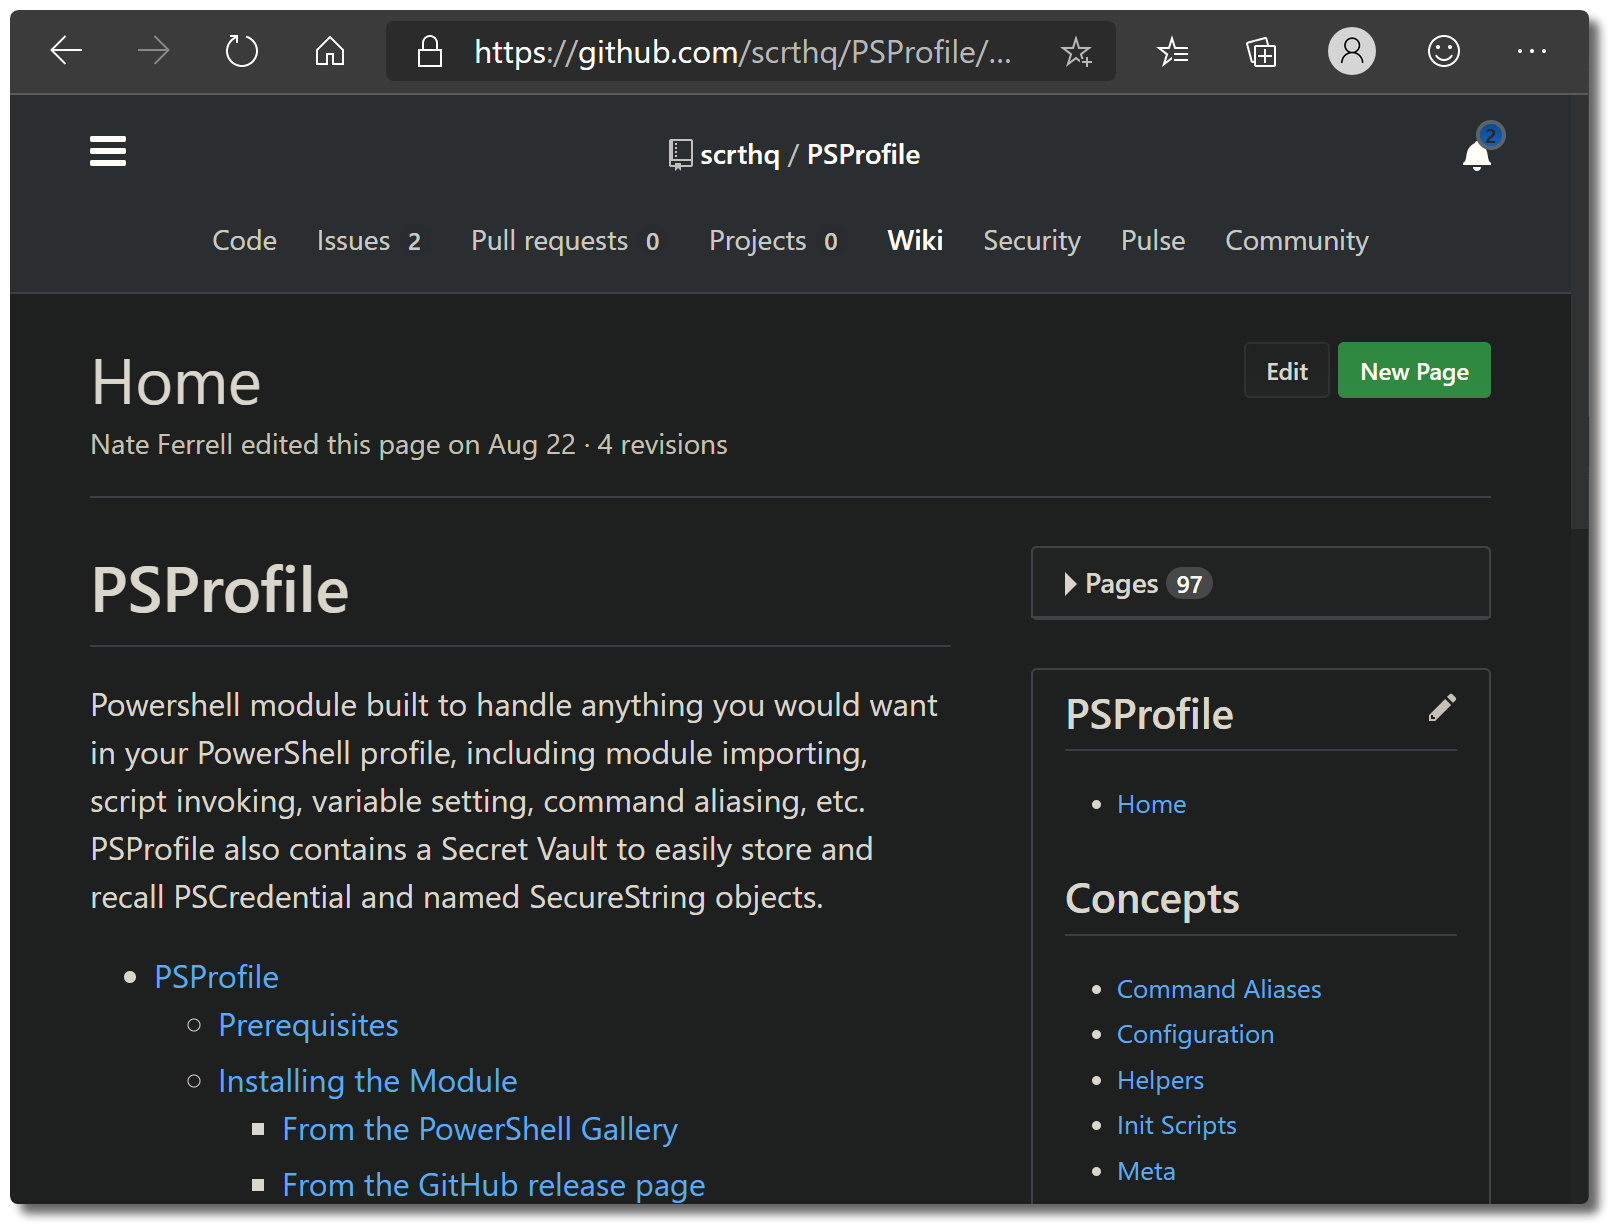 https://github.com/scrthq/PSProfile/...
2
scrthq / PSProfile
Code Issues 2 Pull requests 0 Projects 0 Wiki Security Pulse Community
Home
Edit New Page
Nate Ferrell edited this page on Aug 22 · 4 revisions
PSProfile
Powershell module built to handle anything you would want
in your PowerShell profile, including module importing,
script invoking, variable setting, command aliasing, etc.
PSProfile also contains a Secret Vault to easily store and
recall PSCredential and named SecureString objects.
PSProfile
Prerequisites
Installing the Module
From the PowerShell Gallery
From the GitHub release page
Pages 97
PSProfile
Home
Concepts
Command Aliases
Configuration
Helpers
Init Scripts
Meta